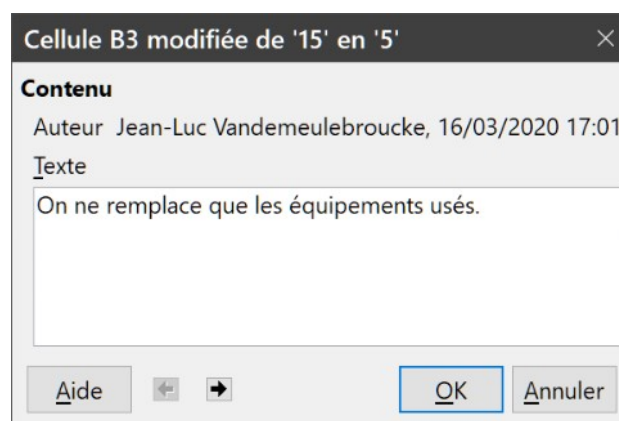 Cellule B3 modifiée de '15' en '5'
Contenu
Auteur Jean-Luc Vandemeulebroucke, 16/03/2020 17:01
Texte
On ne remplace que les équipements usés.
Aide OK Annuler